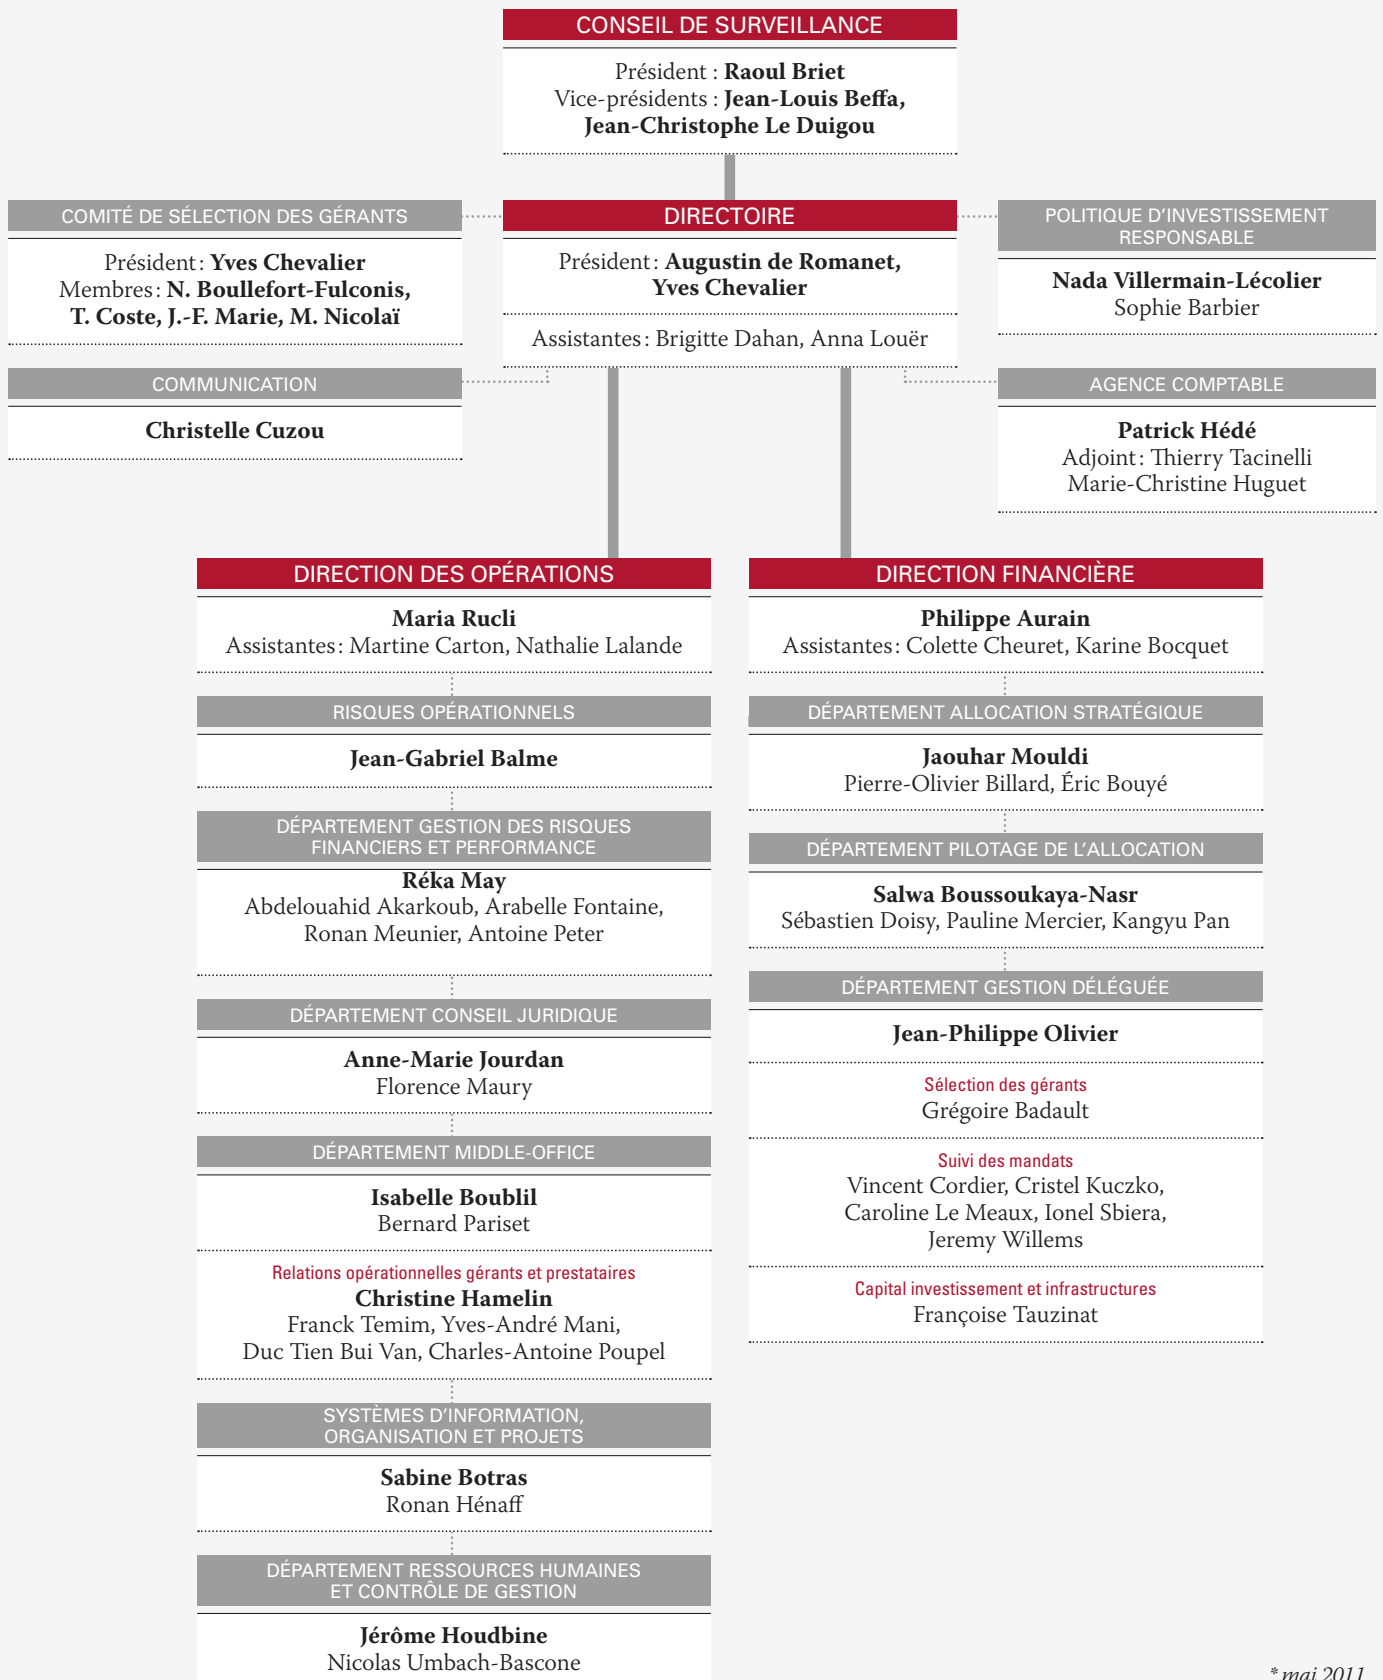 CONSEIL DE SURVEILLANCE
Président : Raoul Briet
Vice-présidents : Jean-Louis Beffa,
Jean-Christophe Le Duigou
COMITÉ DE SÉLECTION DES GÉRANTS
Président : Yves Chevalier
Membres : N. Boullefort-Fulconis,
T. Coste, J.-F. Marie, M. Nicolaï
DIRECTOIRE
Président : Augustin de Romanet,
Yves Chevalier
Assistantes : Brigitte Dahan, Anna Louër
POLITIQUE D'INVESTISSEMENT
RESPONSABLE
Nada Villermain-Lécolier
Sophie Barbier
COMMUNICATION
Christelle Cuzou
AGENCE COMPTABLE
Patrick Hédé
Adjoint : Thierry Tacinelli
Marie-Christine Huguet
DIRECTION DES OPÉRATIONS
Maria Rucli
Assistantes : Martine Carton, Nathalie Lalande
RISQUES OPÉRATIONNELS
Jean-Gabriel Balme
DÉPARTEMENT GESTION DES RISQUES
FINANCIERS ET PERFORMANCE
Réka May
Abdelouahid Akarkoub, Arabelle Fontaine,
Ronan Meunier, Antoine Peter
DÉPARTEMENT CONSEIL JURIDIQUE
Anne-Marie Jourdan
Florence Maury
DÉPARTEMENT MIDDLE-OFFICE
Isabelle Boublil
Bernard Pariset
Relations opérationnelles gérants et prestataires
Christine Hamelin
Franck Temim, Yves-André Mani,
Duc Tien Bui Van, Charles-Antoine Poupel
SYSTÈMES D'INFORMATION,
ORGANISATION ET PROJETS
Sabine Botras
Ronan Hénaff
DÉPARTEMENT RESSOURCES HUMAINES
ET CONTRÔLE DE GESTION
Jérôme Houdbine
Nicolas Umbach-Bascone
DIRECTION FINANCIÈRE
Philippe Aurain
Assistantes : Colette Cheuret, Karine Bocquet
DÉPARTEMENT ALLOCATION STRATÉGIQUE
Jaouhar Mouldi
Pierre-Olivier Billard, Éric Bouyé
DÉPARTEMENT PILOTAGE DE L'ALLOCATION
Salwa Boussoukaya-Nasr
Sébastien Doisy, Pauline Mercier, Kangyu Pan
DÉPARTEMENT GESTION DÉLÉGUÉE
Jean-Philippe Olivier
Sélection des gérants
Grégoire Badault
Suivi des mandats
Vincent Cordier, Cristel Kuczko,
Caroline Le Meaux, Ionel Sbiera,
Jeremy Willems
Capital investissement et infrastructures
Françoise Tauzinat
* mai 2011